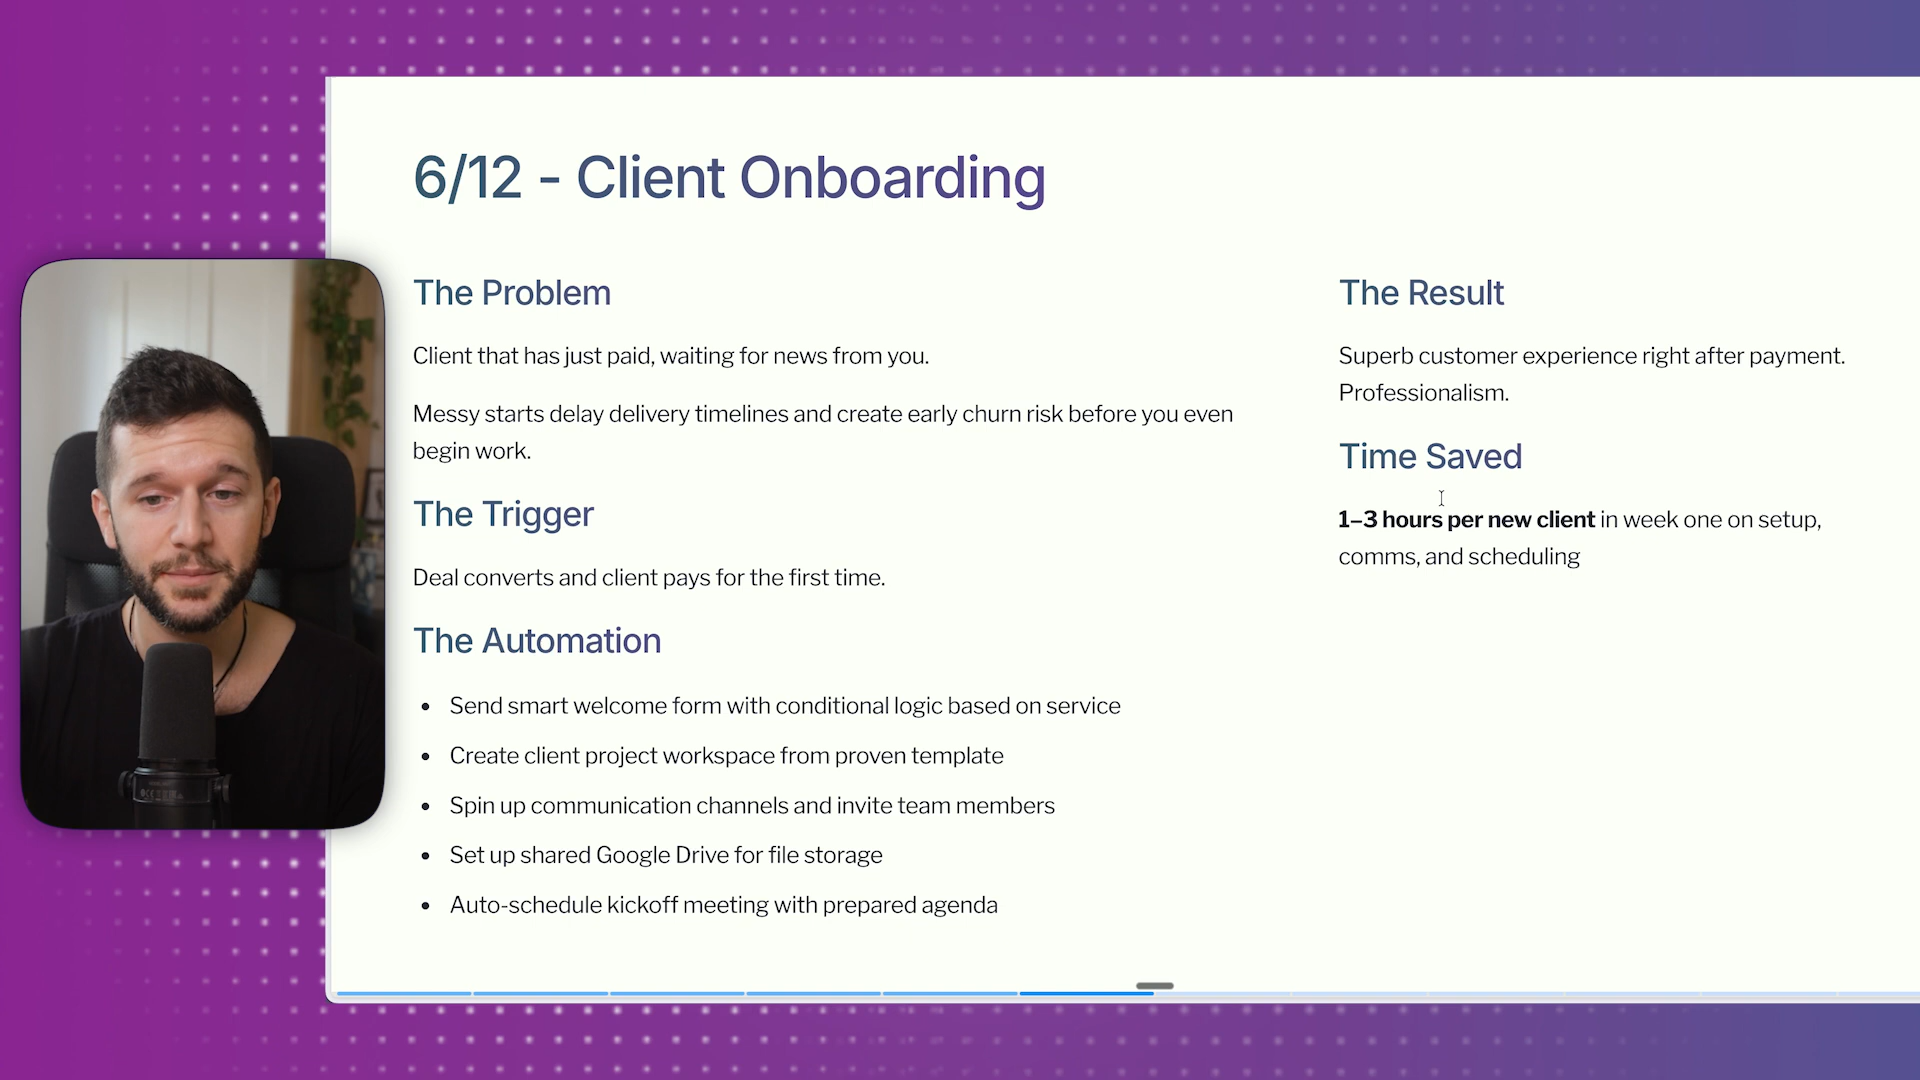 6/12 - Client Onboarding
The Problem
Client that has just paid, waiting for news from you.
Messy starts delay delivery timelines and create early churn risk before you even
begin work.
The Trigger
Deal converts and client pays for the first time.
The Automation
• Send smart welcome form with conditional logic based on service
• Create client project workspace from proven template
• Spin up communication channels and invite team members
• Set up shared Google Drive for file storage
• Auto-schedule kickoff meeting with prepared agenda
The Result
Superb customer experience right after payment.
Professionalism.
Time Saved
1–3 hours per new client in week one on setup,
comms, and scheduling